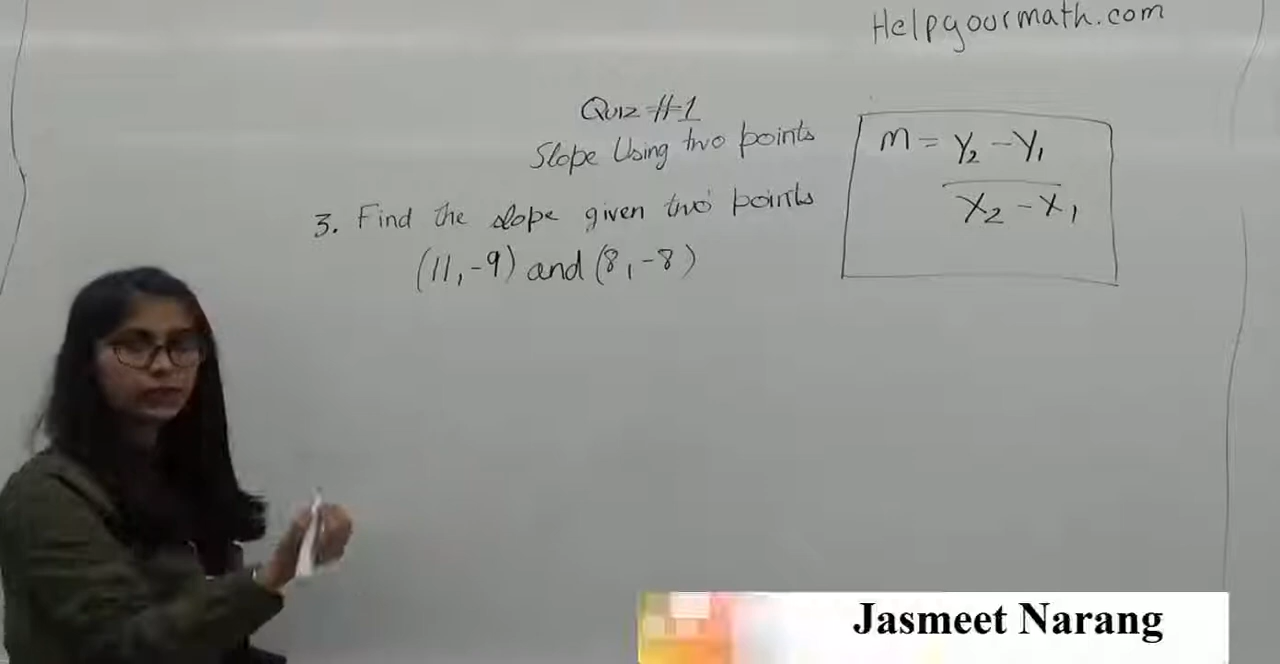 Helpyourmath.com
Quiz #1
Slope Using two points
3. Find the slope given two points
(11, -9) and (8, -8)
m = y₂ - y₁
x₂ - x₁
Jasmeet Narang